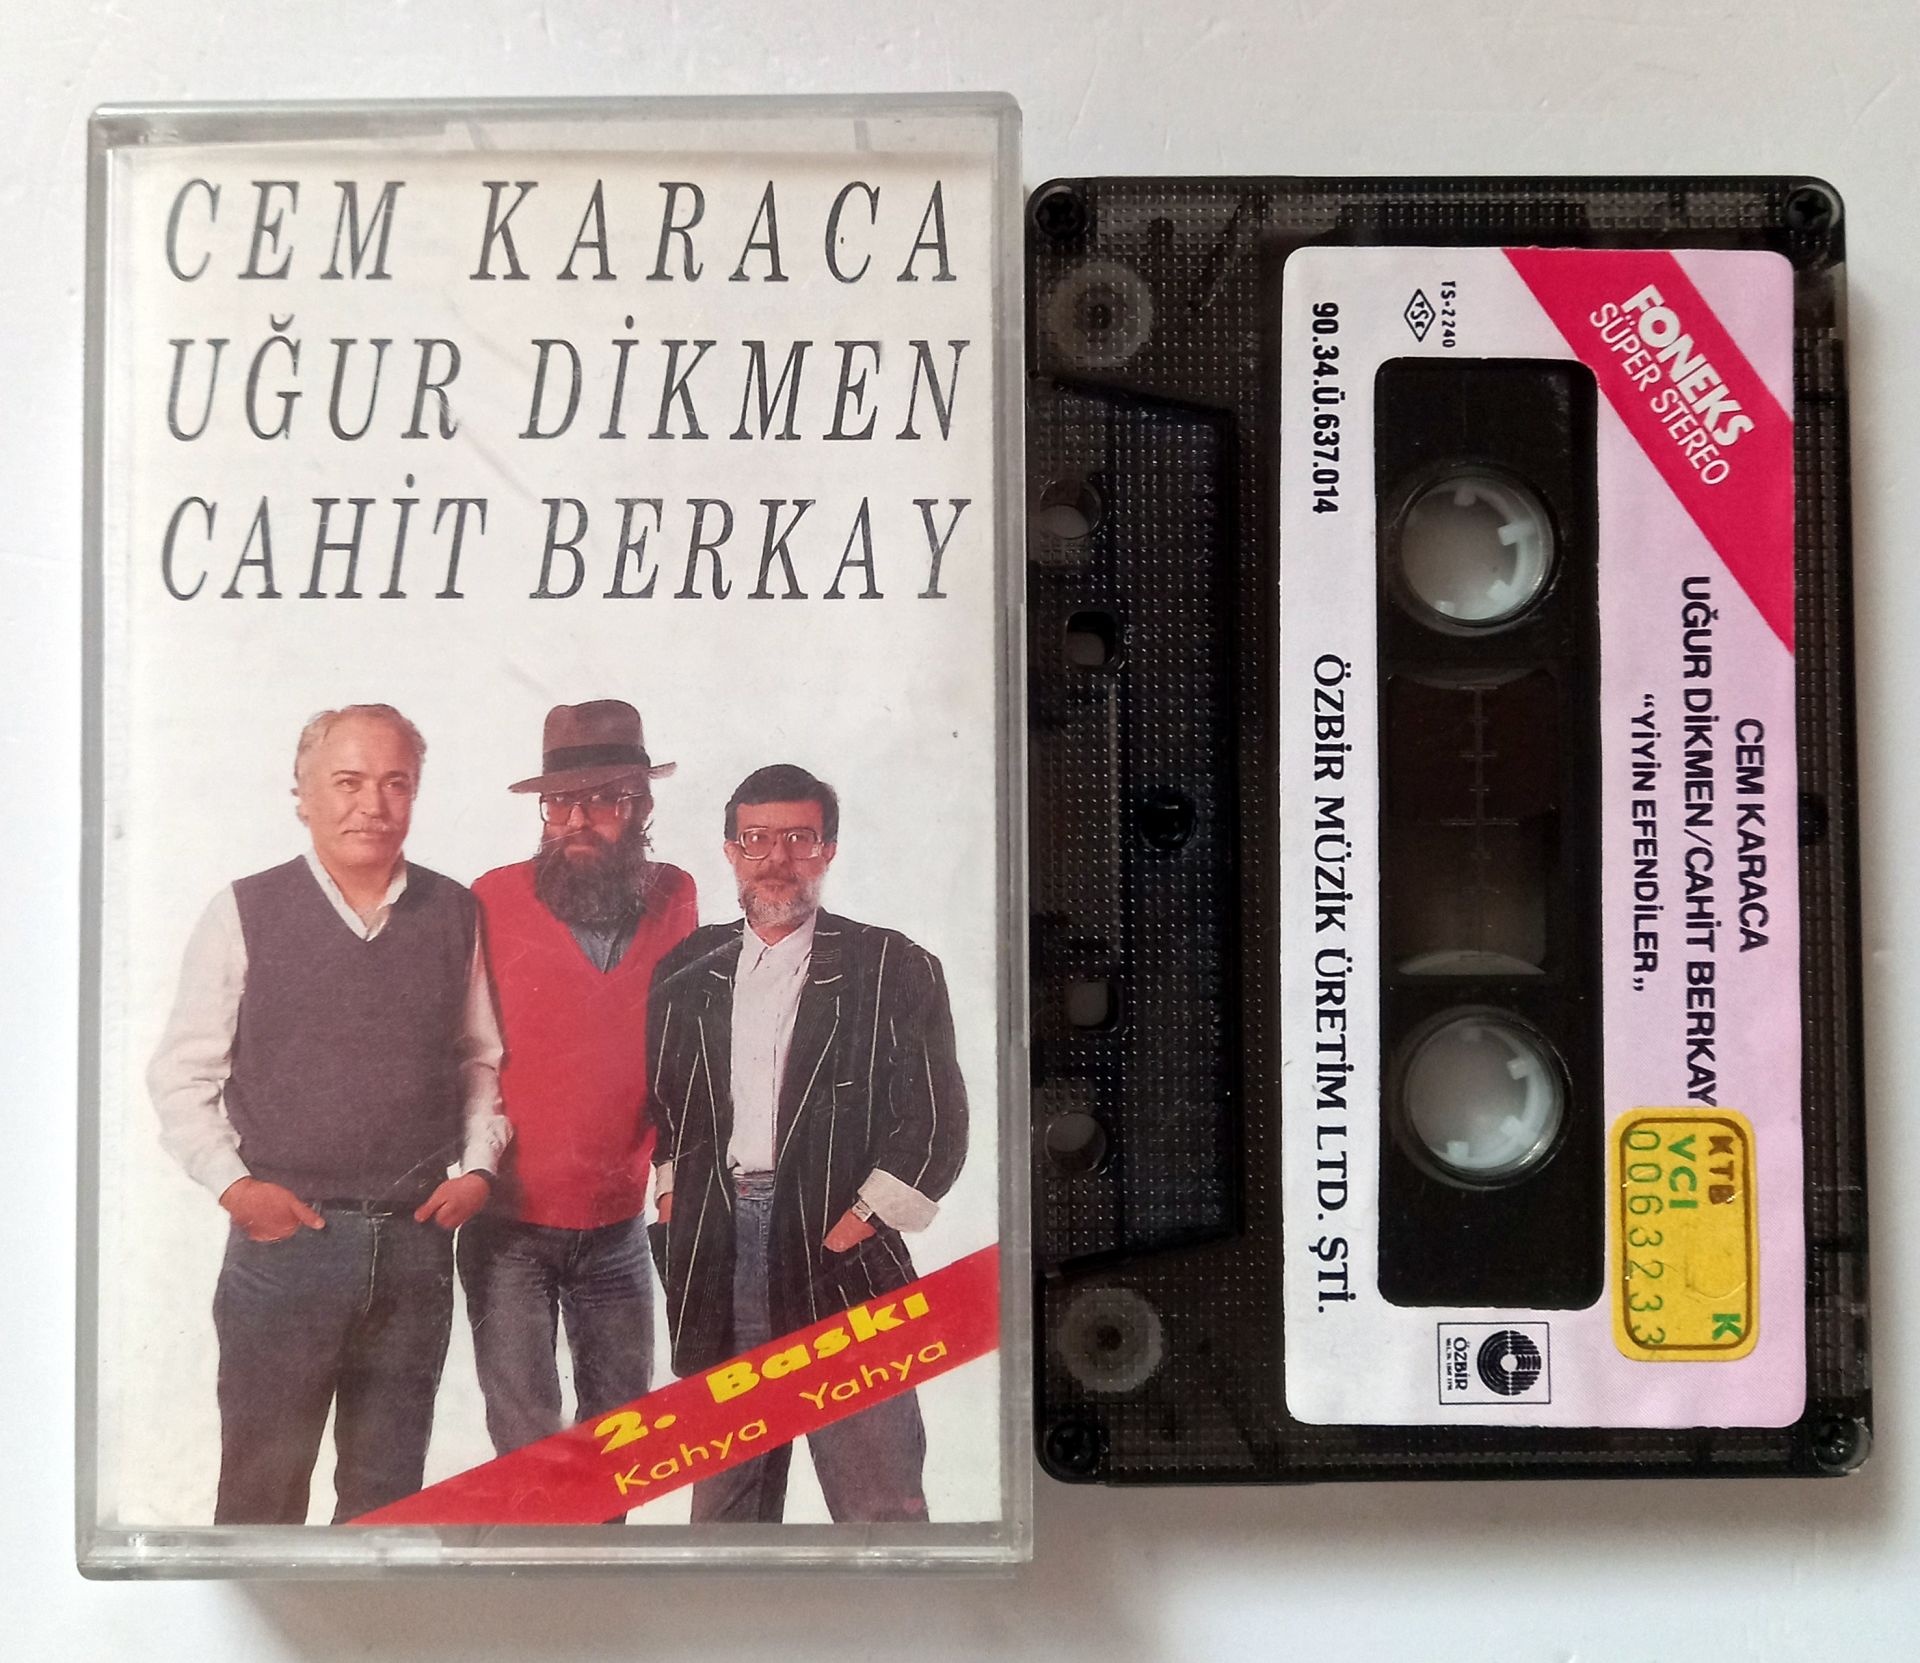 CEM KARACA
UĞUR DİKMEN
CAHİT BERKAY
2. Baskı
Kahya Yahya
FONEKS
SÜPER STEREO
CEM KARACA
UĞUR DİKMEN/CAHİT BERKAY
“YİYİN EFENDİLER„
TS-2240
TSE
90.34.Ü.637.014
ÖZBİR MÜZİK ÜRETİM LTD. ŞTİ.
KTB
VCI K
0063233
ÖZBİR